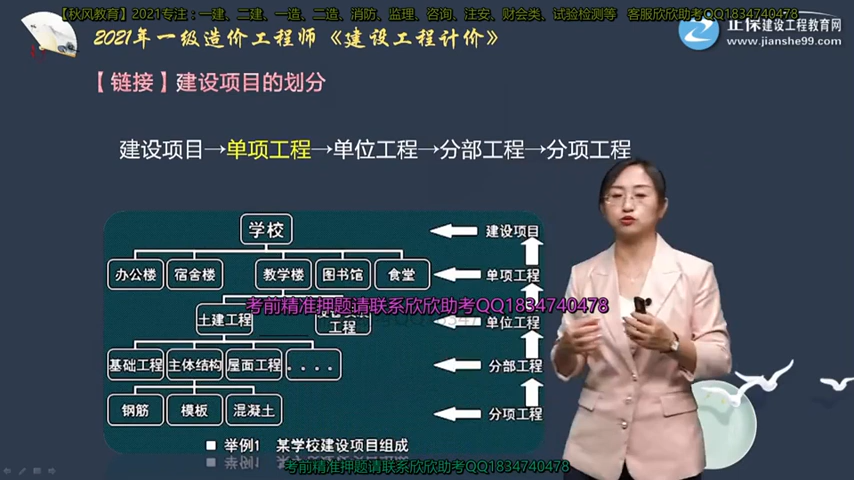 【秋风教育】2021专注：一建、二建、一造、二造、消防、监理、咨询、注安、财会类、试验检测等 客服欣欣助考QQ1834740478
2021年一级造价工程师《建设工程计价》
正保建设工程教育网
www.jianshe99.com
【链接】建设项目的划分
建设项目→单项工程→单位工程→分部工程→分项工程
学校
建设项目
办公楼 宿舍楼 教学楼 图书馆 食堂
单项工程
考前精准押题请联系欣欣助考QQ1834740478
土建工程
工程
单位工程
基础工程 主体结构 屋面工程 . . . .
分部工程
钢筋 模板 混凝土
分项工程
■ 举例1 某学校建设项目组成
考前精准押题请联系欣欣助考QQ1834740478